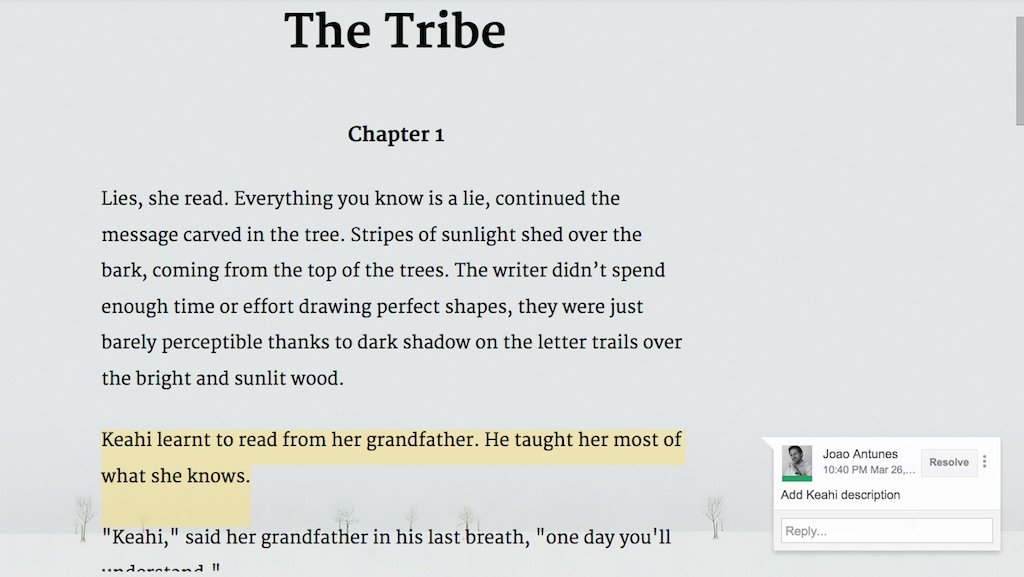 The Tribe
Chapter 1
Lies, she read. Everything you know is a lie, continued the
message carved in the tree. Stripes of sunlight shed over the
bark, coming from the top of the trees. The writer didn’t spend
enough time or effort drawing perfect shapes, they were just
barely perceptible thanks to dark shadow on the letter trails over
the bright and sunlit wood.
Keahi learnt to read from her grandfather. He taught her most of
what she knows.
"Keahi," said her grandfather in his last breath, "one day you'll
understand."
Joao Antunes
10:40 PM Mar 26,...
Resolve
Add Keahi description
Reply...